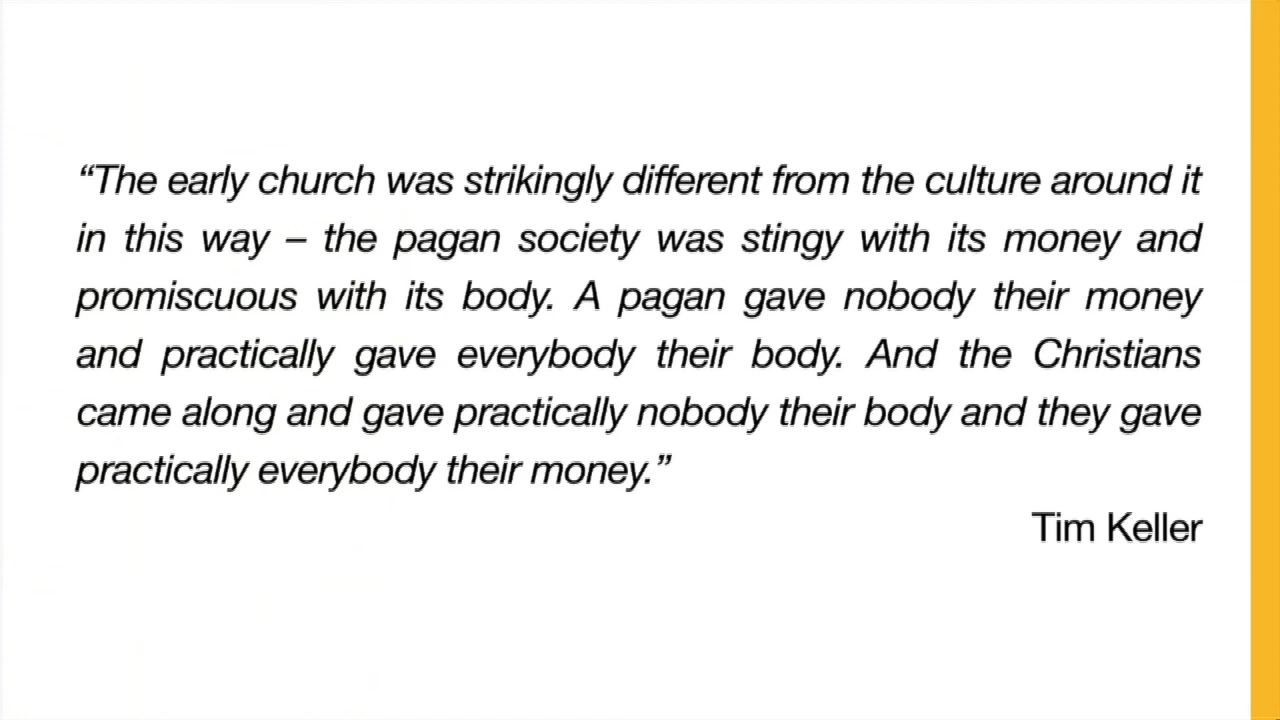 “The early church was strikingly different from the culture around it
in this way – the pagan society was stingy with its money and
promiscuous with its body. A pagan gave nobody their money
and practically gave everybody their body. And the Christians
came along and gave practically nobody their body and they gave
practically everybody their money.”
Tim Keller